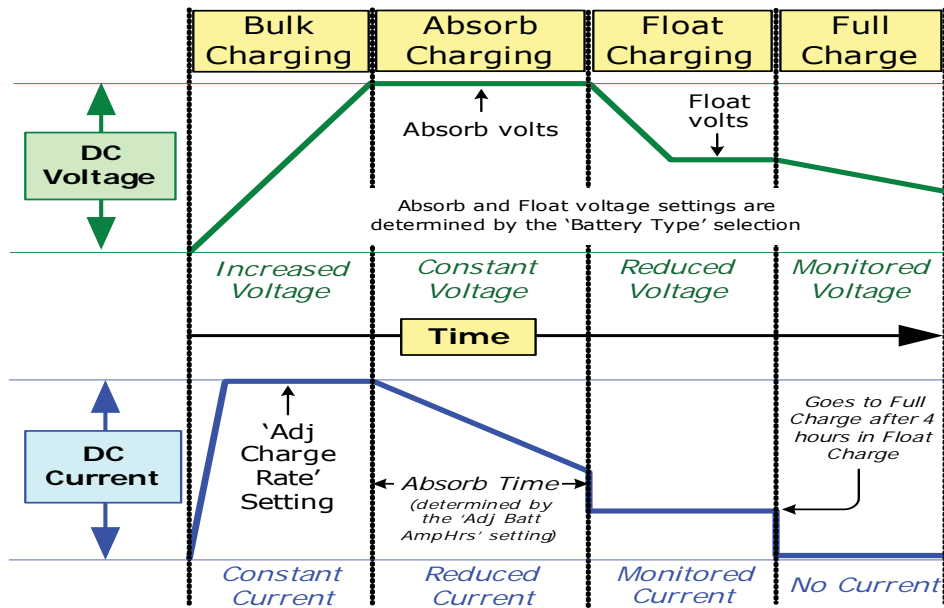 Bulk
Charging
Absorb
Charging
Float
Charging
Full
Charge
DC
Voltage
Absorb volts
Float
volts
Absorb and Float voltage settings are
determined by the ‘Battery Type’ selection
Increased
Voltage
Constant
Voltage
Reduced
Voltage
Monitored
Voltage
Time
DC
Current
‘Adj
Charge
Rate’
Setting
Absorb Time
(determined by
the ‘Adj Batt
AmpHrs’ setting)
Goes to Full
Charge after 4
hours in Float
Charge
Constant
Current
Reduced
Current
Monitored
Current
No Current